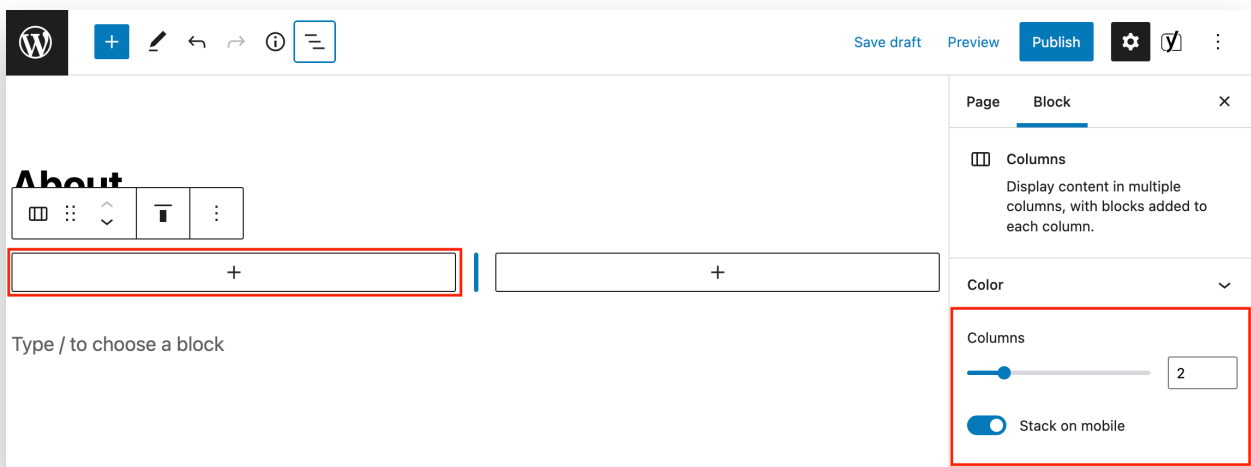 Save draft
Preview
Publish
Page
Block
About
Columns
Display content in multiple
columns, with blocks added to
each column.
Color
Columns
2
Stack on mobile
Type / to choose a block